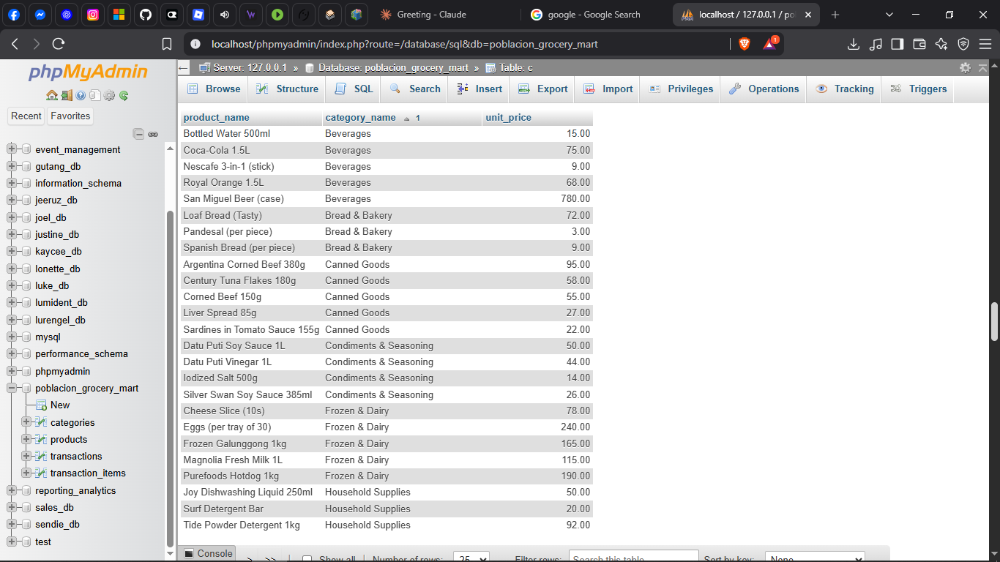 Greeting - Claude
google - Google Search
localhost / 127.0.0.1 / po
localhost/phpmyadmin/index.php?route=/database/sql&db=poblacion_grocery_mart
1
phpMyAdmin
Recent
Favorites
event_management
gutang_db
information_schema
jeeruz_db
joel_db
justine_db
kaycee_db
lonette_db
luke_db
lumident_db
lurengel_db
mysql
performance_schema
phpmyadmin
poblacion_grocery_mart
New
categories
products
transactions
transaction_items
reporting_analytics
sales_db
sendie_db
test
Server: 127.0.0.1 » Database: poblacion_grocery_mart » Table: c
Browse Structure SQL Search Insert Export Import Privileges Operations Tracking Triggers
product_name category_name 1 unit_price
Bottled Water 500ml Beverages 15.00
Coca-Cola 1.5L Beverages 75.00
Nescafe 3-in-1 (stick) Beverages 9.00
Royal Orange 1.5L Beverages 68.00
San Miguel Beer (case) Beverages 780.00
Loaf Bread (Tasty) Bread & Bakery 72.00
Pandesal (per piece) Bread & Bakery 3.00
Spanish Bread (per piece) Bread & Bakery 9.00
Argentina Corned Beef 380g Canned Goods 95.00
Century Tuna Flakes 180g Canned Goods 58.00
Corned Beef 150g Canned Goods 55.00
Liver Spread 85g Canned Goods 27.00
Sardines in Tomato Sauce 155g Canned Goods 22.00
Datu Puti Soy Sauce 1L Condiments & Seasoning 50.00
Datu Puti Vinegar 1L Condiments & Seasoning 44.00
Iodized Salt 500g Condiments & Seasoning 14.00
Silver Swan Soy Sauce 385ml Condiments & Seasoning 26.00
Cheese Slice (10s) Frozen & Dairy 78.00
Eggs (per tray of 30) Frozen & Dairy 240.00
Frozen Galunggong 1kg Frozen & Dairy 165.00
Magnolia Fresh Milk 1L Frozen & Dairy 115.00
Purefoods Hotdog 1kg Frozen & Dairy 190.00
Joy Dishwashing Liquid 250ml Household Supplies 50.00
Surf Detergent Bar Household Supplies 20.00
Tide Powder Detergent 1kg Household Supplies 92.00
Console
> >> | Show all | Number of rows: 25 Filter rows: Search this table Sort by key: None